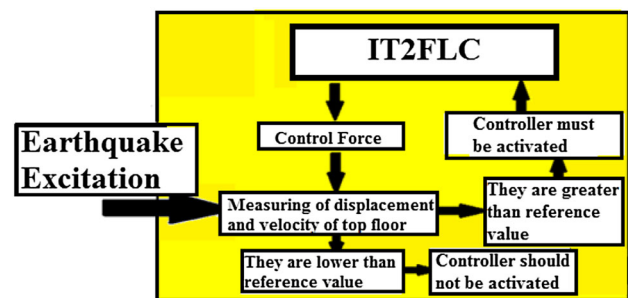 IT2FLC
Earthquake
Excitation
Control Force
Controller must
be activated
Measuring of displacement
and velocity of top floor
They are greater
than reference
value
They are lower than
reference value
Controller should
not be activated